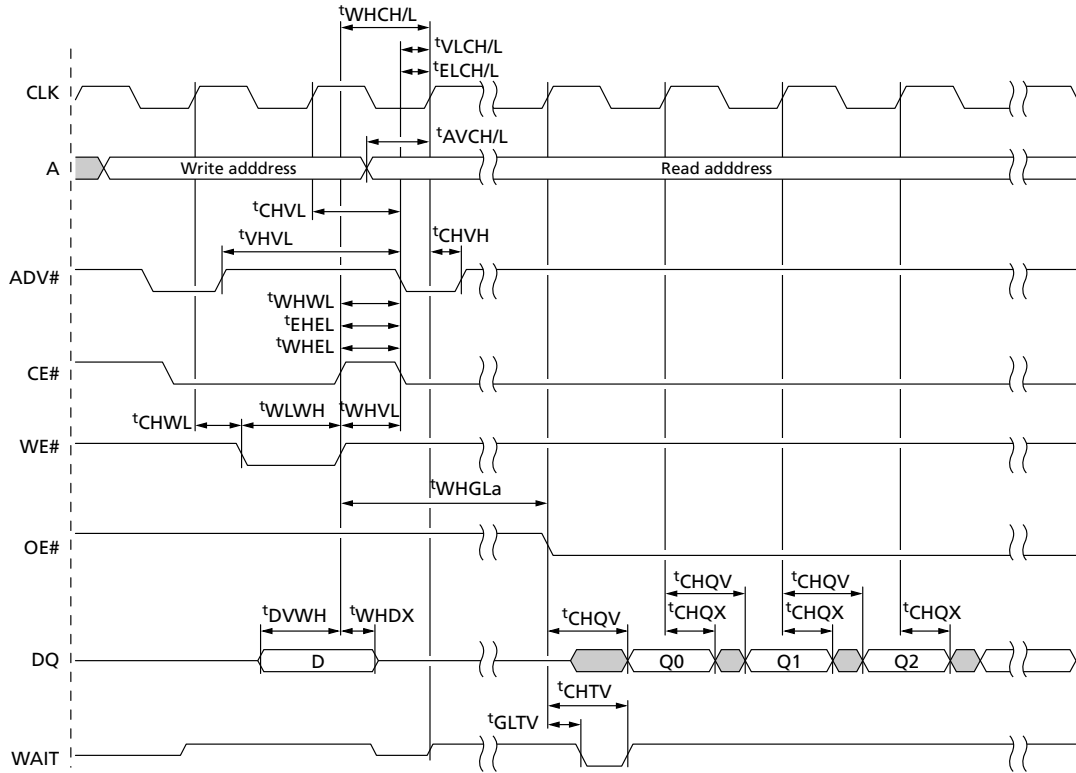 tWHCH/L
tVLCH/L
tELCH/L
CLK
tAVCH/L
A
Write adddress
Read adddress
tCHVL
tVHVL
tCHVH
ADV#
tWHWL
tEHEL
tWHEL
CE#
tCHWL
tWLWH
tWHVL
WE#
tWHGLa
OE#
tCHQV
tCHQV
tDVWH
tWHDX
tCHQV
tCHQX
tCHQX
tCHQX
DQ
D
Q0
Q1
Q2
tCHTV
tGLTV
WAIT